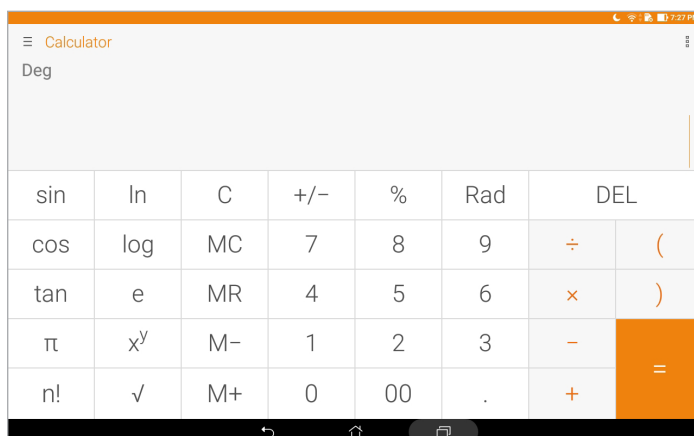 7:27 P
Calculator
Deg
sin ln C +/− % Rad DEL
cos log MC 7 8 9 ÷ (
tan e MR 4 5 6 × )
π xʸ M− 1 2 3 − =
n! √ M+ 0 00 . +